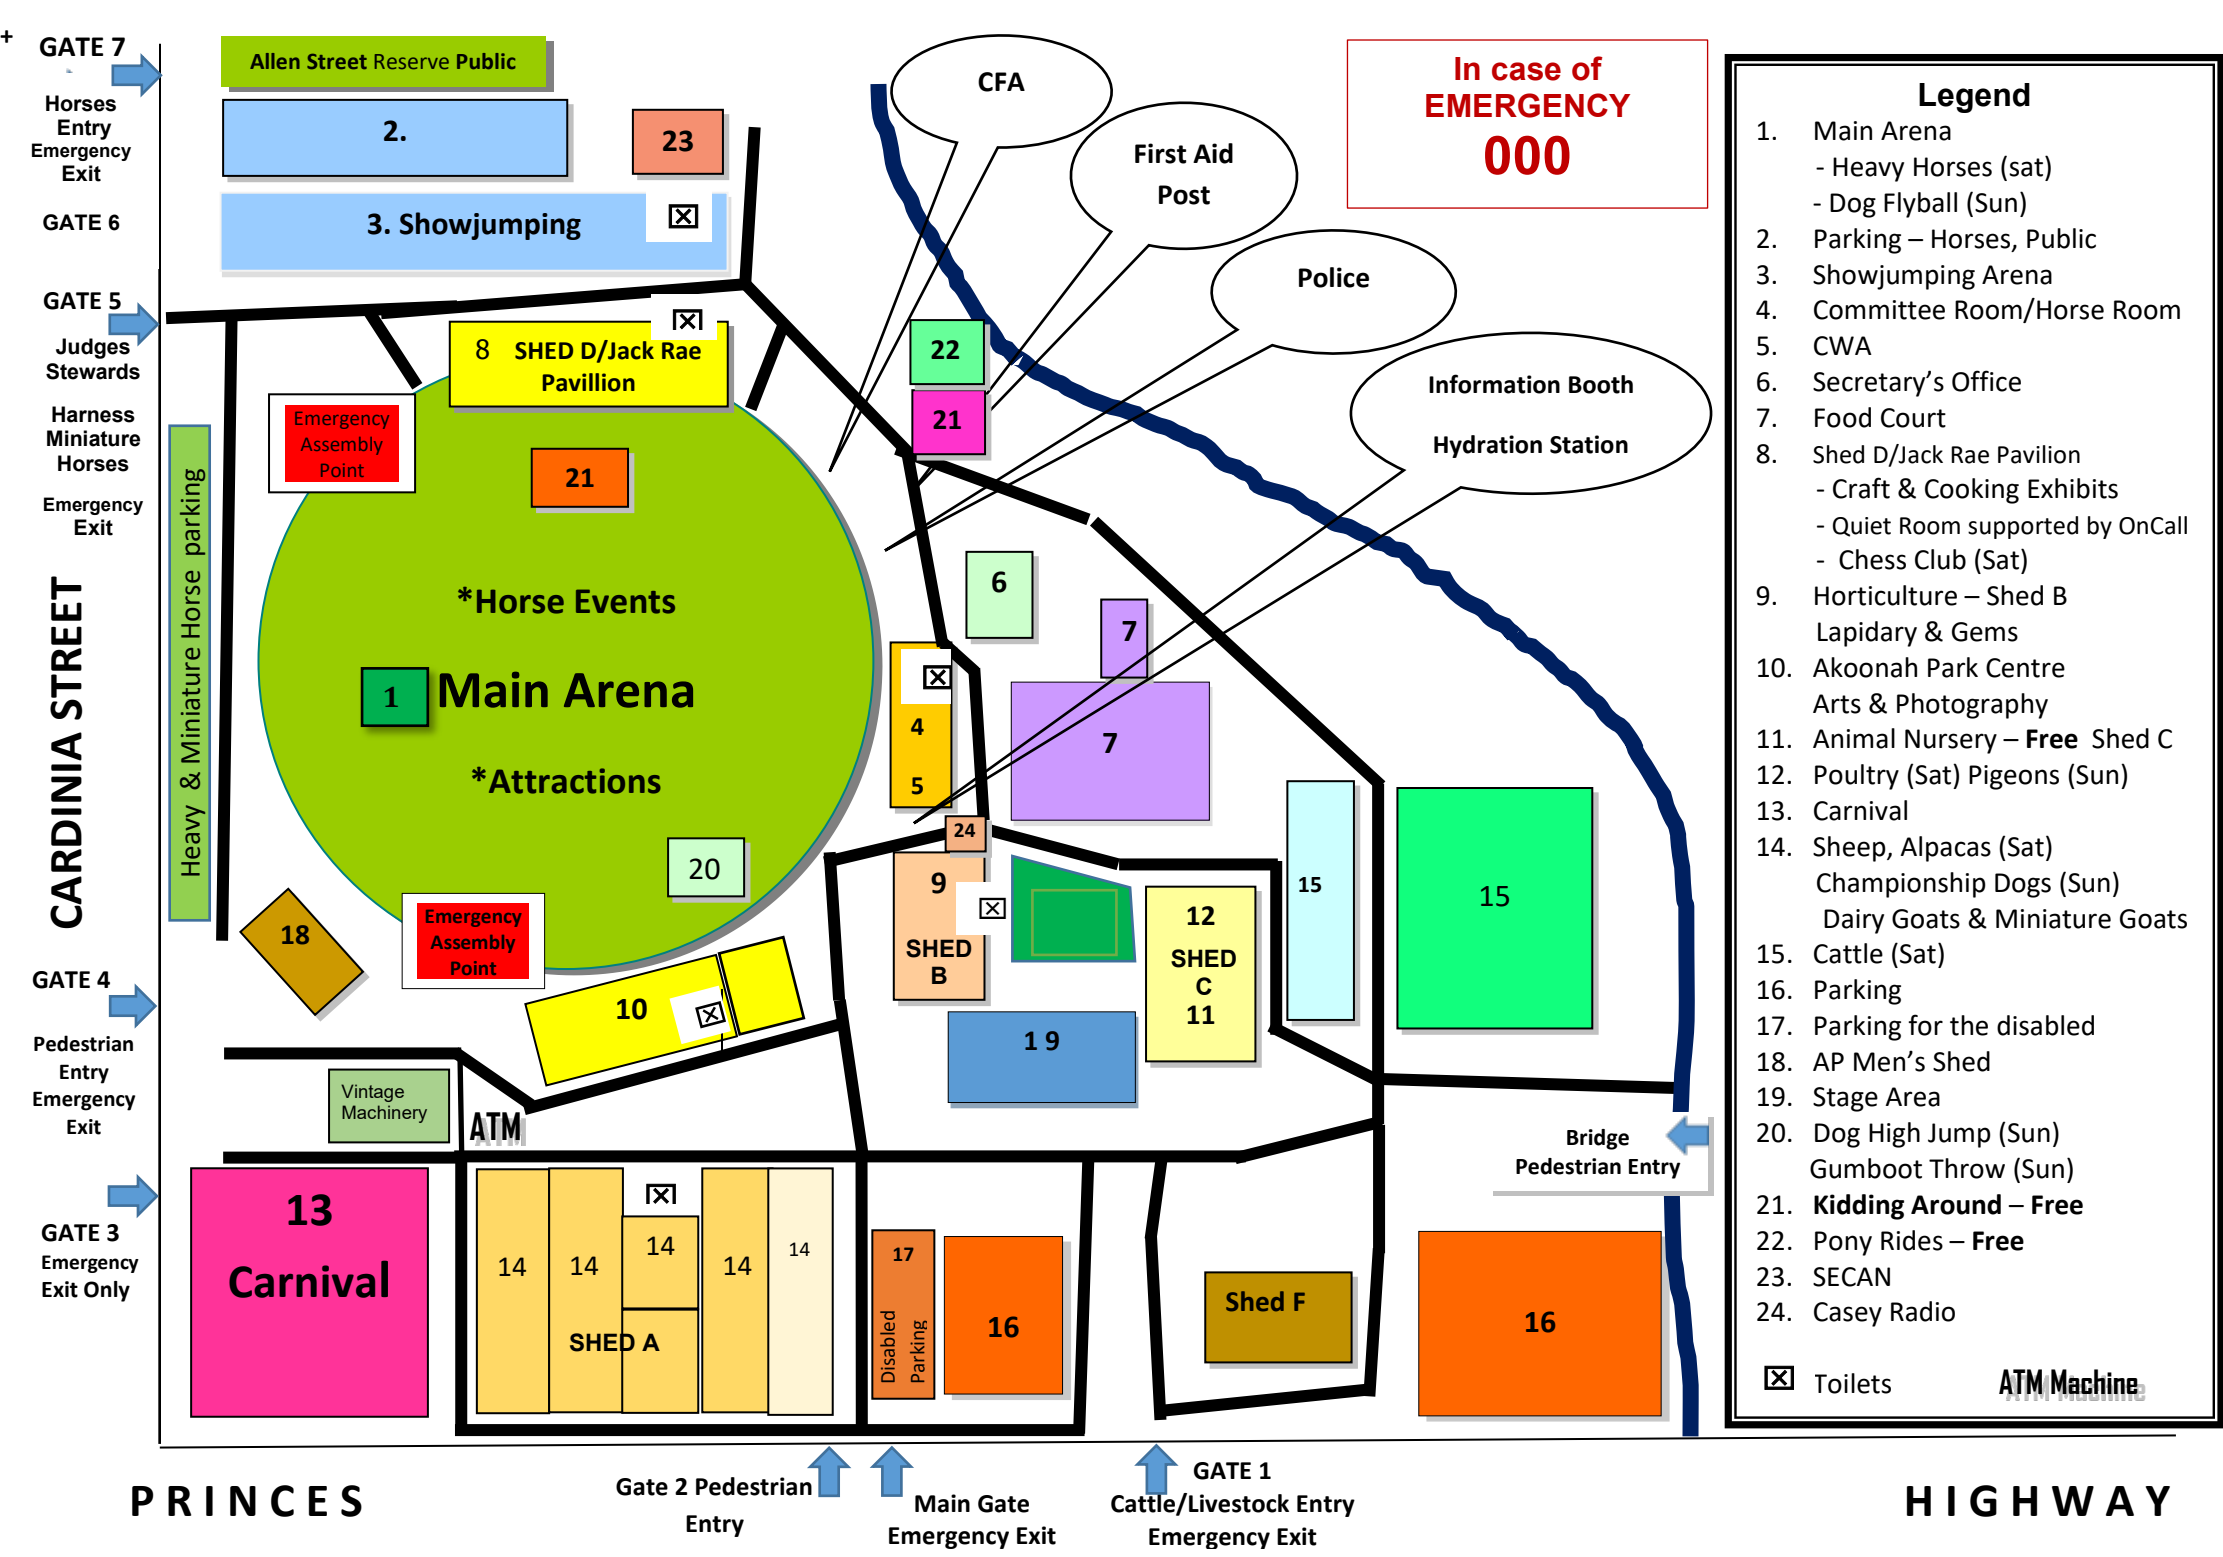 +
GATE 7
Horses
Entry
Emergency
Exit
GATE 6
GATE 5
Judges
Stewards
Harness
Miniature
Horses
Emergency
Exit
CARDINIA STREET
GATE 4
Pedestrian
Entry
Emergency
Exit
GATE 3
Emergency
Exit Only
Allen Street Reserve Public
2.
23
3. Showjumping
8 SHED D/Jack Rae
Pavillion
Emergency
Assembly
Point
21
Heavy & Miniature Horse parking
*Horse Events
1 Main Arena
*Attractions
20
18
Emergency
Assembly
Point
10
Vintage
Machinery
ATM
CFA
First Aid
Post
Police
Information Booth
Hydration Station
In case of
EMERGENCY
000
22
21
6
7
7
4
5
24
9
SHED
B
12
SHED
C
11
15
15
1 9
Bridge
Pedestrian Entry
13
Carnival
14
14
14
14
14
SHED A
17
Disabled
Parking
16
Shed F
16
PRINCES
Gate 2 Pedestrian
Entry
Main Gate
Emergency Exit
GATE 1
Cattle/Livestock Entry
Emergency Exit
HIGHWAY
Legend
1. Main Arena
- Heavy Horses (sat)
- Dog Flyball (Sun)
2. Parking – Horses, Public
3. Showjumping Arena
4. Committee Room/Horse Room
5. CWA
6. Secretary's Office
7. Food Court
8. Shed D/Jack Rae Pavilion
- Craft & Cooking Exhibits
- Quiet Room supported by OnCall
- Chess Club (Sat)
9. Horticulture – Shed B
Lapidary & Gems
10. Akoonah Park Centre
Arts & Photography
11. Animal Nursery – Free Shed C
12. Poultry (Sat) Pigeons (Sun)
13. Carnival
14. Sheep, Alpacas (Sat)
Championship Dogs (Sun)
Dairy Goats & Miniature Goats
15. Cattle (Sat)
16. Parking
17. Parking for the disabled
18. AP Men's Shed
19. Stage Area
20. Dog High Jump (Sun)
Gumboot Throw (Sun)
21. Kidding Around – Free
22. Pony Rides – Free
23. SECAN
24. Casey Radio
Toilets ATM Machine